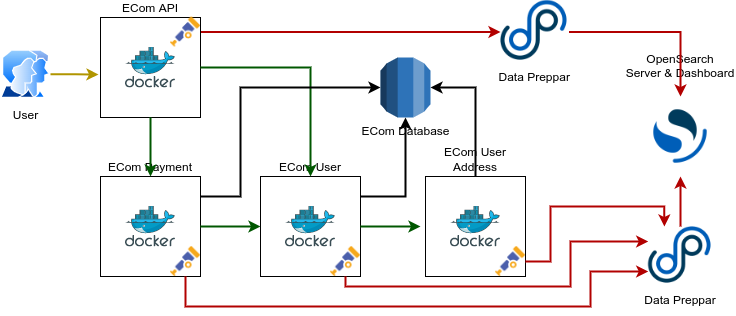 ECom API
docker
User
Data Preppar
OpenSearch
Server & Dashboard
ECom Database
ECom Payment
docker
ECom User
docker
ECom User
Address
docker
Data Preppar